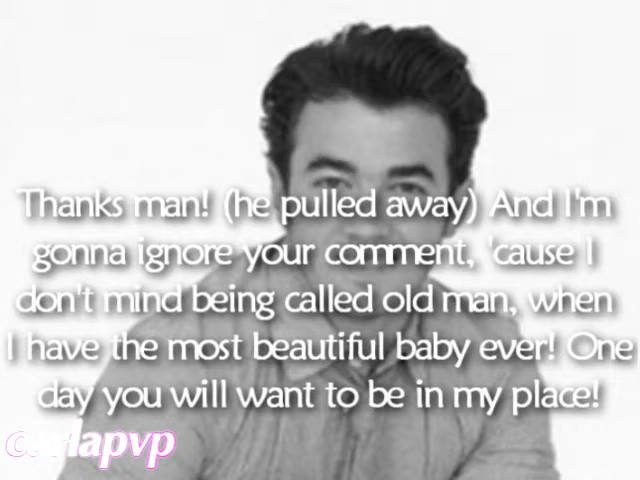 Thanks man! (he pulled away) And I'm
gonna ignore your comment, 'cause I
don't mind being called old man, when
I have the most beautiful baby ever! One
day you will want to be in my place!